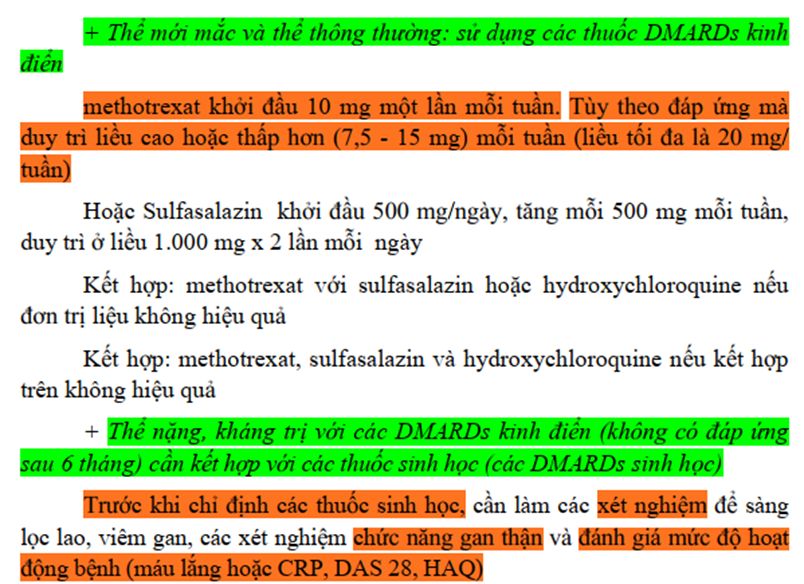 + Thể mới mắc và thể thông thường: sử dụng các thuốc DMARDs kinh
điển
methotrexat khởi đầu 10 mg một lần mỗi tuần. Tùy theo đáp ứng mà
duy trì liều cao hoặc thấp hơn (7,5 - 15 mg) mỗi tuần (liều tối đa là 20 mg/
tuần)
Hoặc Sulfasalazin khởi đầu 500 mg/ngày, tăng mỗi 500 mg mỗi tuần,
duy trì ở liều 1.000 mg x 2 lần mỗi ngày
Kết hợp: methotrexat với sulfasalazin hoặc hydroxychloroquine nếu
đơn trị liệu không hiệu quả
Kết hợp: methotrexat, sulfasalazin và hydroxychloroquine nếu kết hợp
trên không hiệu quả
+ Thể nặng, kháng trị với các DMARDs kinh điển (không có đáp ứng
sau 6 tháng) cần kết hợp với các thuốc sinh học (các DMARDs sinh học)
Trước khi chỉ định các thuốc sinh học, cần làm các xét nghiệm để sàng
lọc lao, viêm gan, các xét nghiệm chức năng gan thận và đánh giá mức độ hoạt
động bệnh (máu lắng hoặc CRP, DAS 28, HAQ)